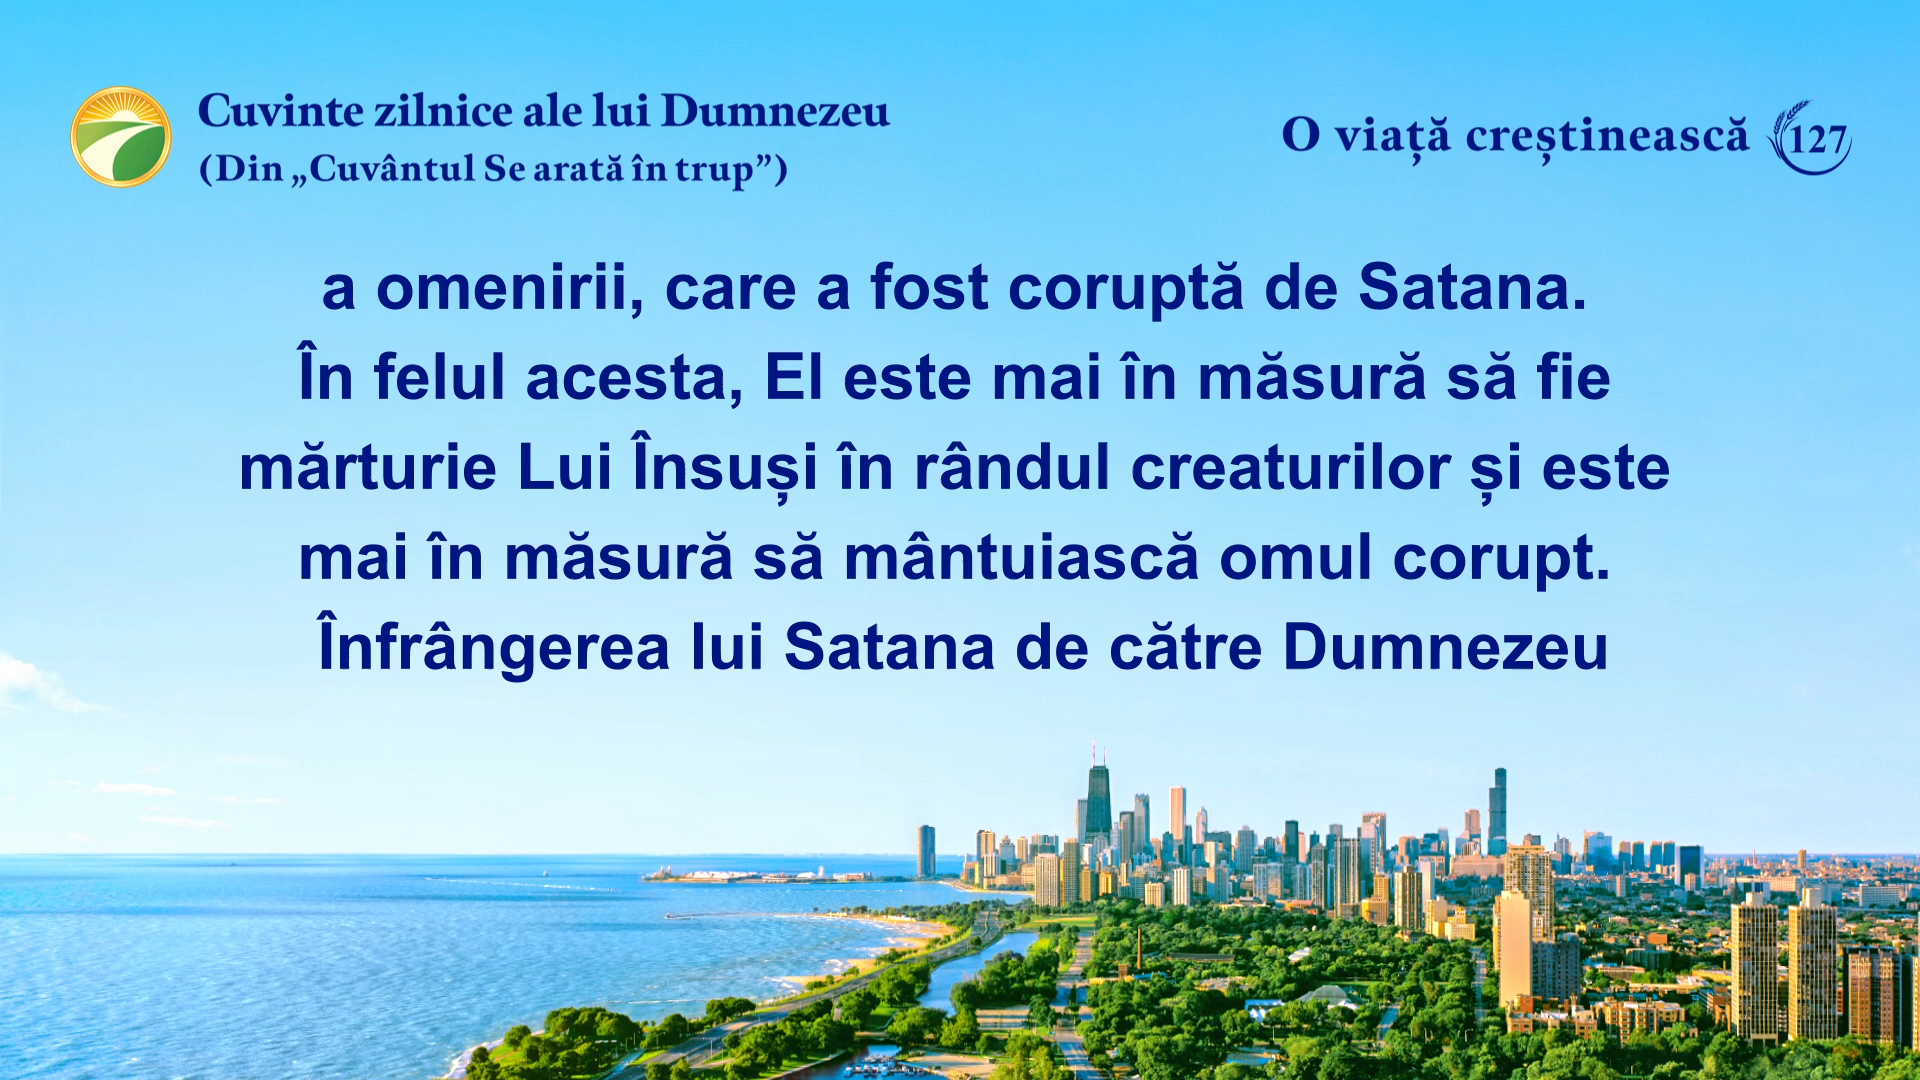 Cuvinte zilnice ale lui Dumnezeu
(Din „Cuvântul Se arată în trup”)
O viață creștinească 127
a omenirii, care a fost coruptă de Satana.
În felul acesta, El este mai în măsură să fie
mărturie Lui Însuși în rândul creaturilor și este
mai în măsură să mântuiască omul corupt.
Înfrângerea lui Satana de către Dumnezeu